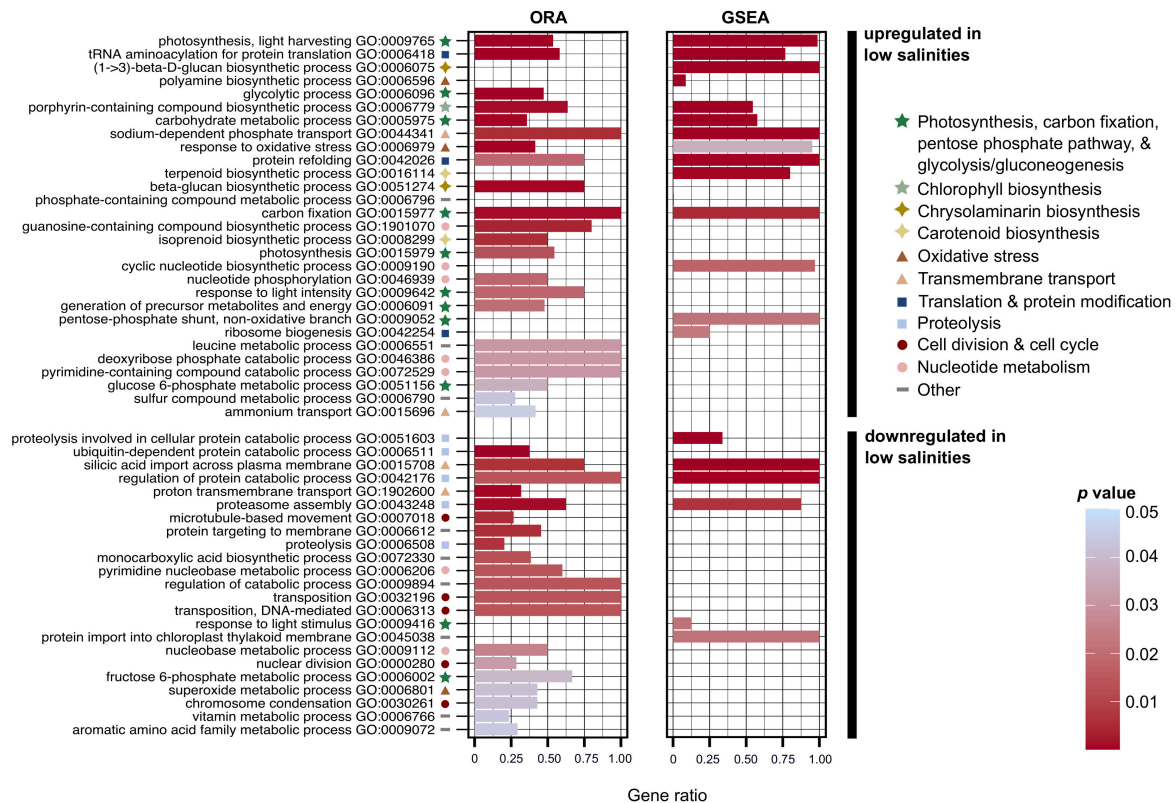 ORA
GSEA
photosynthesis, light harvesting GO:0009765
tRNA aminoacylation for protein translation GO:0006418
(1->3)-beta-D-glucan biosynthetic process GO:0006075
polyamine biosynthetic process GO:0006596
glycolytic process GO:0006096
porphyrin-containing compound biosynthetic process GO:0006779
carbohydrate metabolic process GO:0005975
sodium-dependent phosphate transport GO:0044341
response to oxidative stress GO:0006979
protein refolding GO:0042026
terpenoid biosynthetic process GO:0016114
beta-glucan biosynthetic process GO:0051274
phosphate-containing compound metabolic process GO:0006796
carbon fixation GO:0015977
guanosine-containing compound biosynthetic process GO:1901070
isoprenoid biosynthetic process GO:0008299
photosynthesis GO:0015979
cyclic nucleotide biosynthetic process GO:0009190
nucleotide phosphorylation GO:0046939
response to light intensity GO:0009642
generation of precursor metabolites and energy GO:0006091
pentose-phosphate shunt, non-oxidative branch GO:0009052
ribosome biogenesis GO:0042254
leucine metabolic process GO:0006551
deoxyribose phosphate catabolic process GO:0046386
pyrimidine-containing compound catabolic process GO:0072529
glucose 6-phosphate metabolic process GO:0051156
sulfur compound metabolic process GO:0006790
ammonium transport GO:0015696
proteolysis involved in cellular protein catabolic process GO:0051603
ubiquitin-dependent protein catabolic process GO:0006511
silicic acid import across plasma membrane GO:0015708
regulation of protein catabolic process GO:0042176
proton transmembrane transport GO:1902600
proteasome assembly GO:0043248
microtubule-based movement GO:0007018
protein targeting to membrane GO:0006612
proteolysis GO:0006508
monocarboxylic acid biosynthetic process GO:0072330
pyrimidine nucleobase metabolic process GO:0006206
regulation of catabolic process GO:0009894
transposition GO:0032196
transposition, DNA-mediated GO:0006313
response to light stimulus GO:0009416
protein import into chloroplast thylakoid membrane GO:0045038
nucleobase metabolic process GO:0009112
nuclear division GO:0000280
fructose 6-phosphate metabolic process GO:0006002
superoxide metabolic process GO:0006801
chromosome condensation GO:0030261
vitamin metabolic process GO:0006766
aromatic amino acid family metabolic process GO:0009072
0 0.25 0.50 0.75 1.00
0 0.25 0.50 0.75 1.00
Gene ratio
upregulated in
low salinities
Photosynthesis, carbon fixation,
pentose phosphate pathway, &
glycolysis/gluconeogenesis
Chlorophyll biosynthesis
Chrysolaminarin biosynthesis
Carotenoid biosynthesis
Oxidative stress
Transmembrane transport
Translation & protein modification
Proteolysis
Cell division & cell cycle
Nucleotide metabolism
Other
downregulated in
low salinities
p value
0.05
0.04
0.03
0.02
0.01